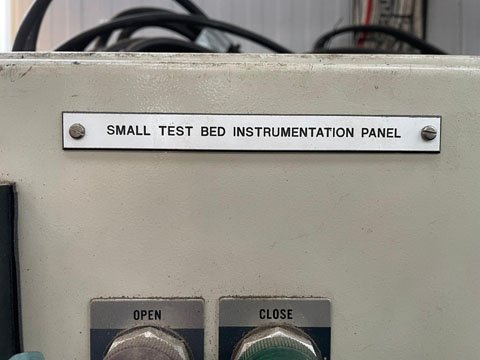 SMALL TEST BED INSTRUMENTATION PANEL
OPEN
CLOSE